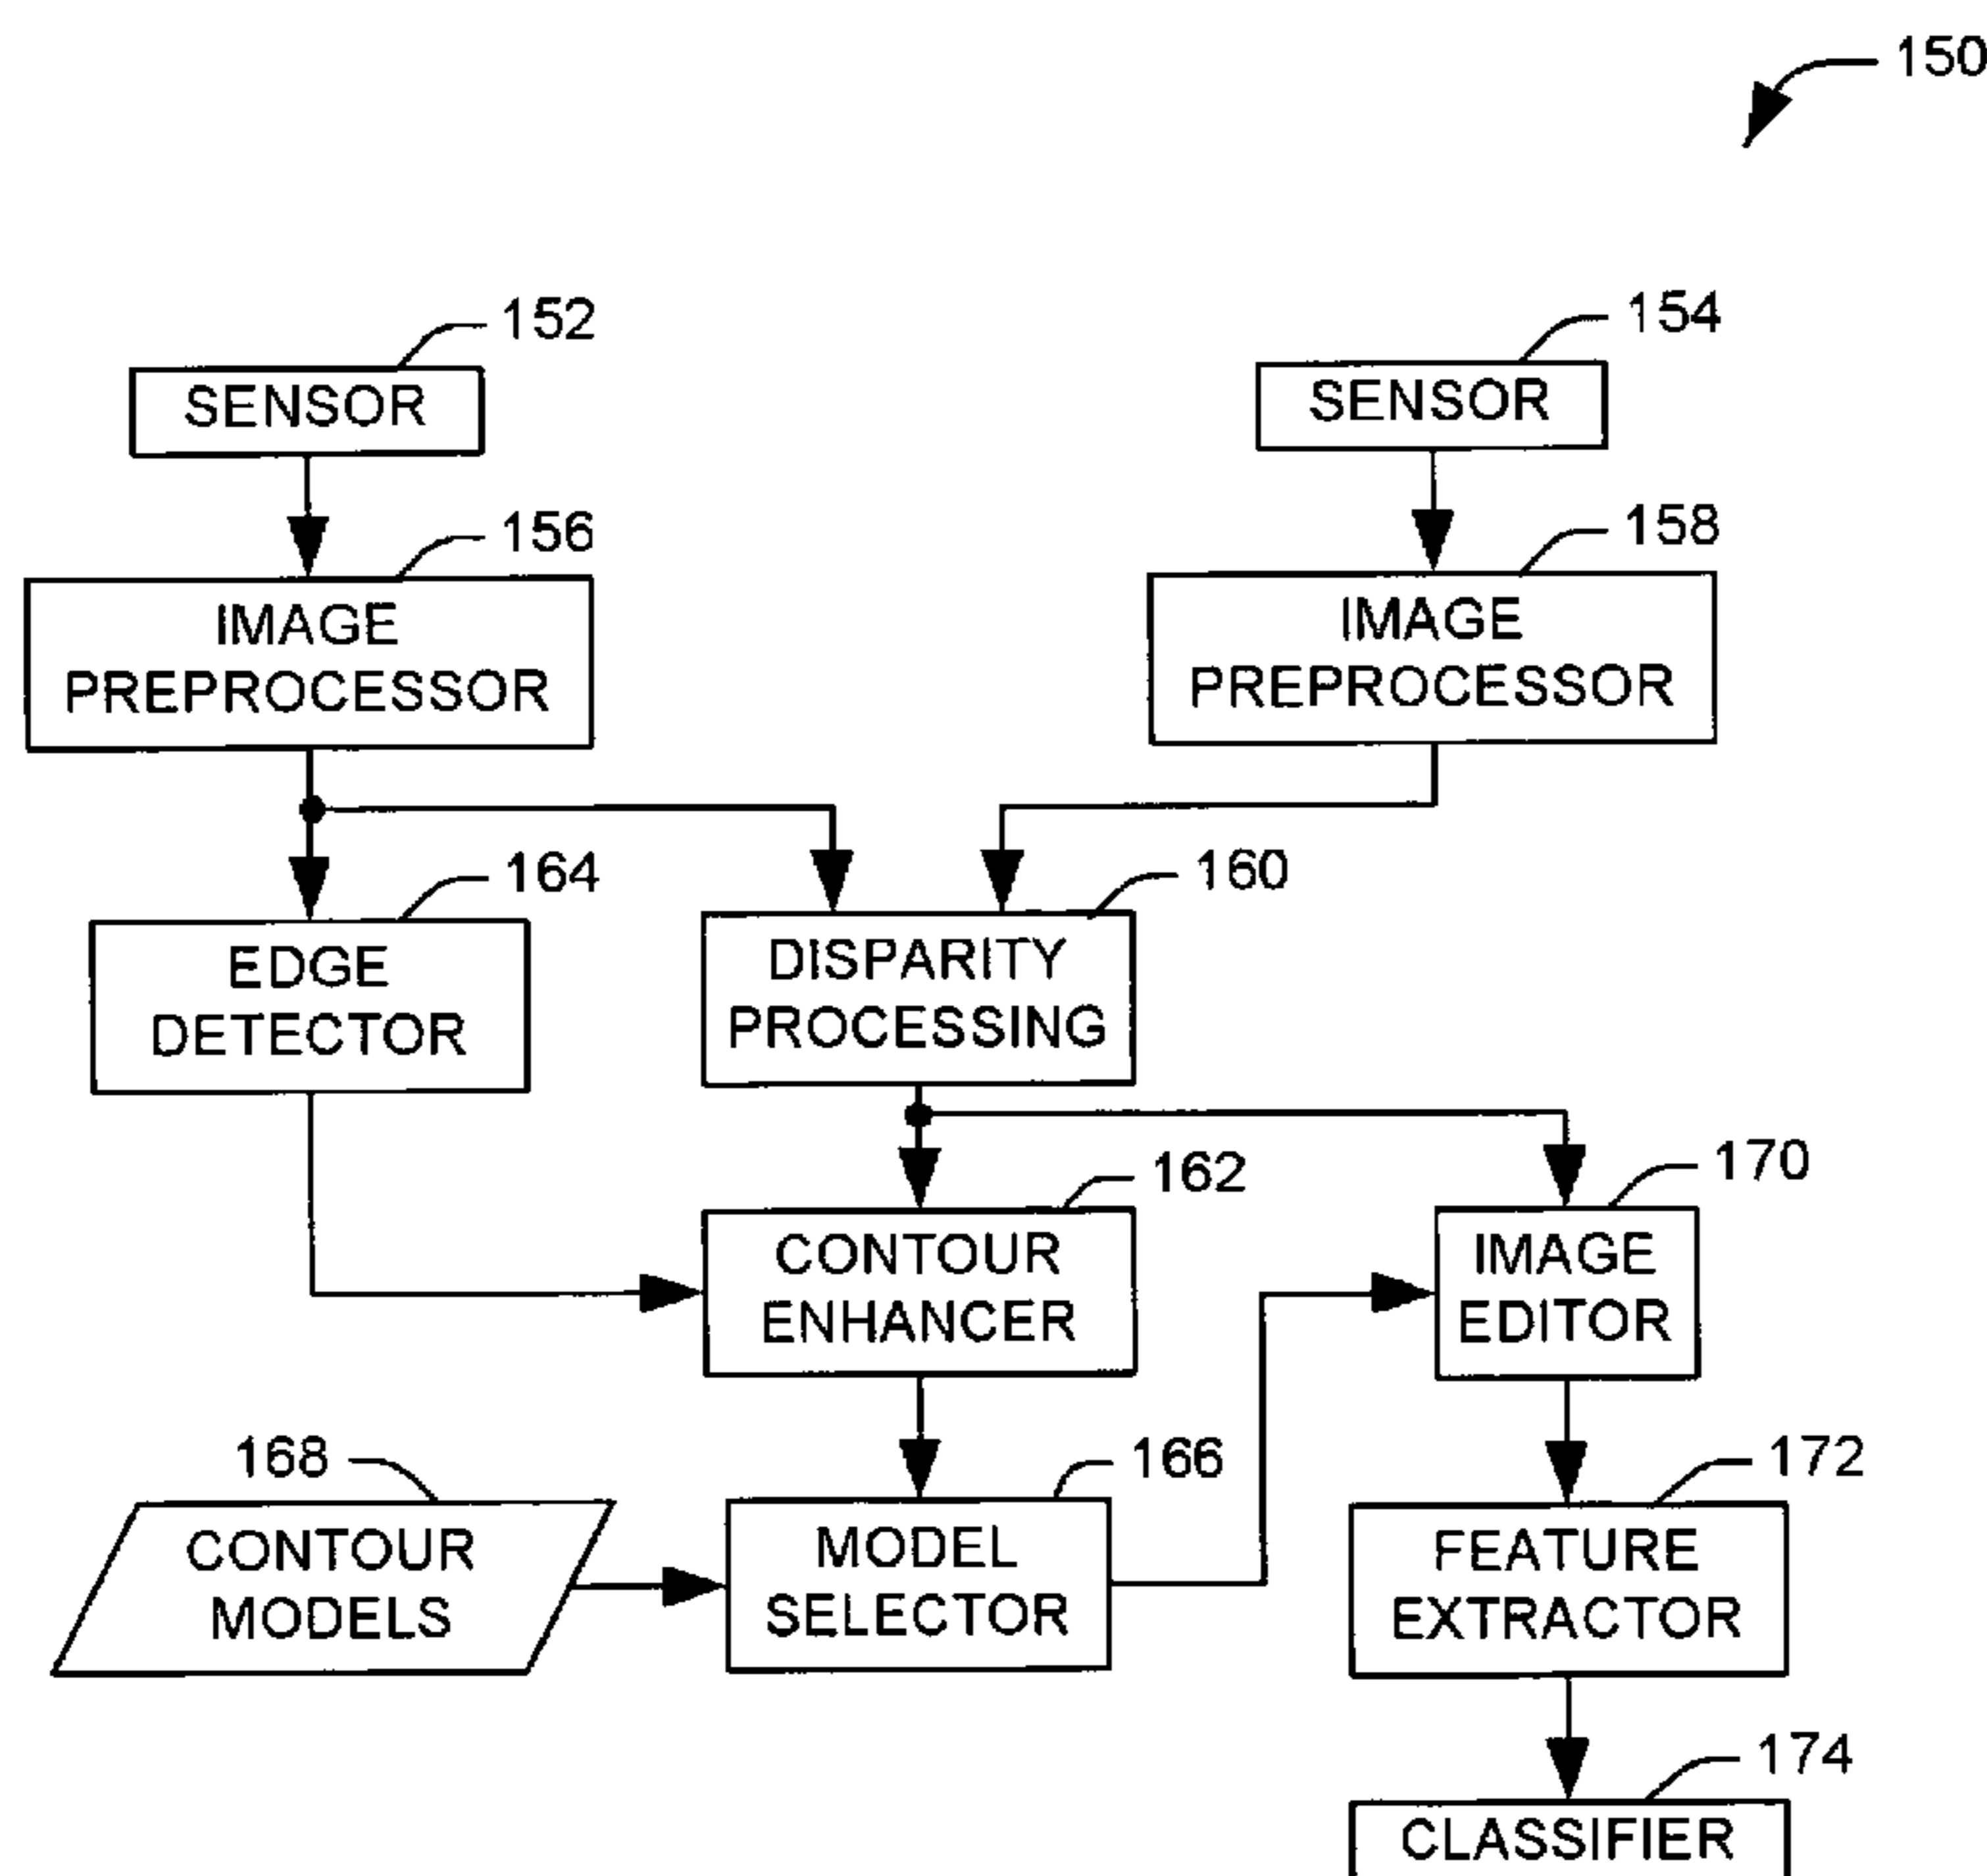 150
152
154
SENSOR
SENSOR
156
158
IMAGE
PREPROCESSOR
IMAGE
PREPROCESSOR
164
160
EDGE
DETECTOR
DISPARITY
PROCESSING
162
170
CONTOUR
ENHANCER
IMAGE
EDITOR
168
166
172
CONTOUR
MODELS
MODEL
SELECTOR
FEATURE
EXTRACTOR
174
CLASSIFIER